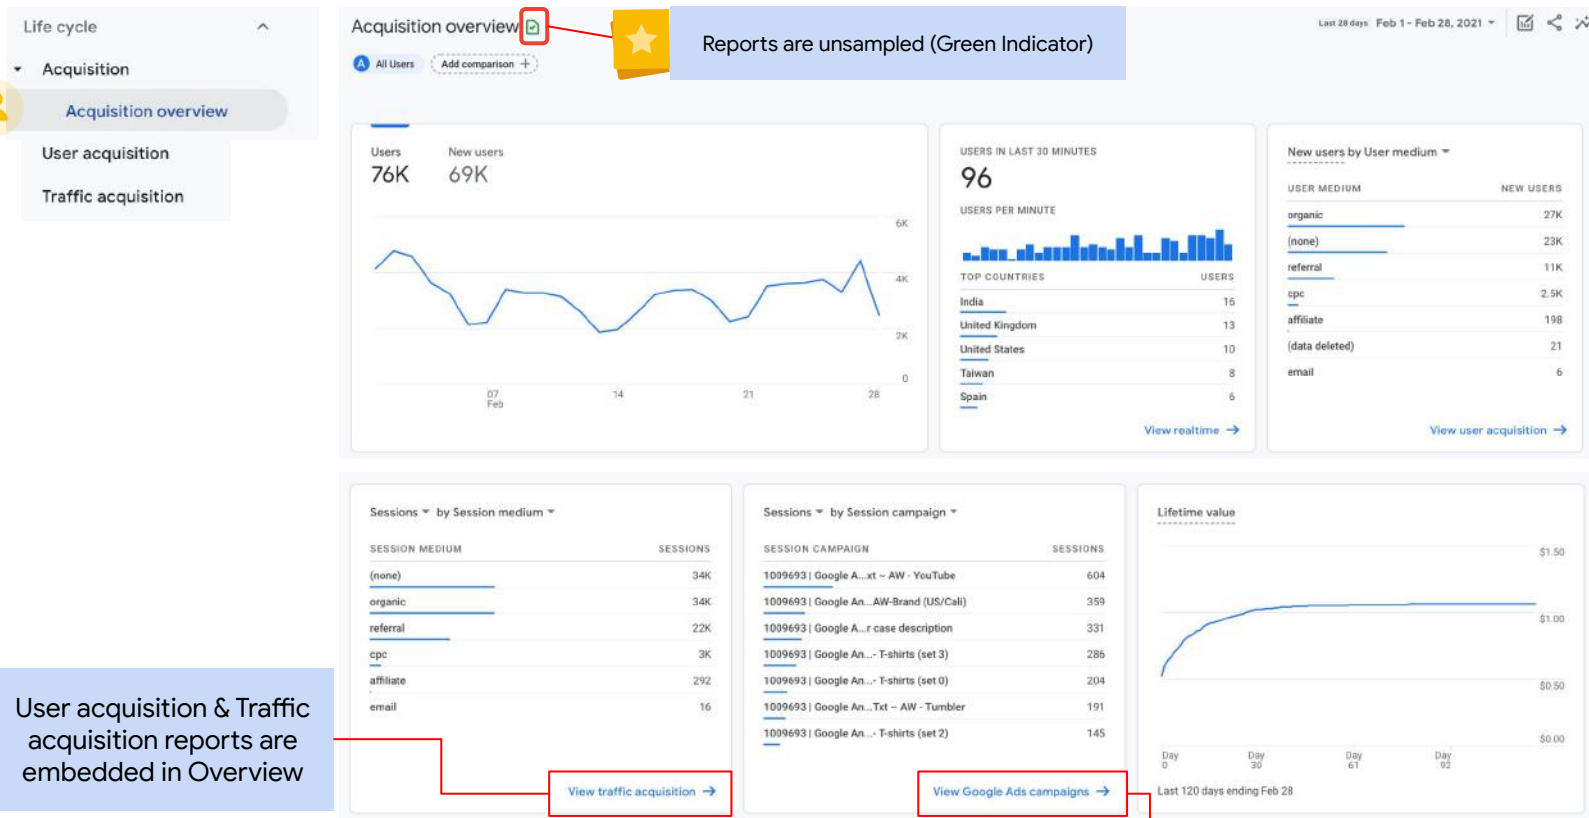 Life cycle
Acquisition
Acquisition overview
User acquisition
Traffic acquisition
Acquisition overview
Reports are unsampled (Green Indicator)
Last 28 days Feb 1 - Feb 28, 2021
A All Users Add comparison +
Users New users
76K 69K
6K
4K
2K
0
07 14 21 28
Feb
USERS IN LAST 30 MINUTES
96
USERS PER MINUTE
TOP COUNTRIES USERS
India 16
United Kingdom 13
United States 10
Taiwan 8
Spain 6
View realtime →
New users by User medium
USER MEDIUM NEW USERS
organic 27K
(none) 23K
referral 11K
cpc 2.5K
affiliate 198
(data deleted) 21
email 6
View user acquisition →
Sessions by Session medium
SESSION MEDIUM SESSIONS
(none) 34K
organic 34K
referral 22K
cpc 3K
affiliate 292
email 16
View traffic acquisition →
Sessions by Session campaign
SESSION CAMPAIGN SESSIONS
1009693 | Google A...xt ~ AW - YouTube 604
1009693 | Google An...AW-Brand (US/Cali) 359
1009693 | Google A...r case description 331
1009693 | Google An...- T-shirts (set 3) 286
1009693 | Google An...- T-shirts (set 0) 204
1009693 | Google An...Txt ~ AW - Tumbler 191
1009693 | Google An...- T-shirts (set 2) 145
View Google Ads campaigns →
Lifetime value
$1.50
$1.00
$0.50
$0.00
Day Day Day Day
0 30 61 92
Last 120 days ending Feb 28
User acquisition & Traffic
acquisition reports are
embedded in Overview